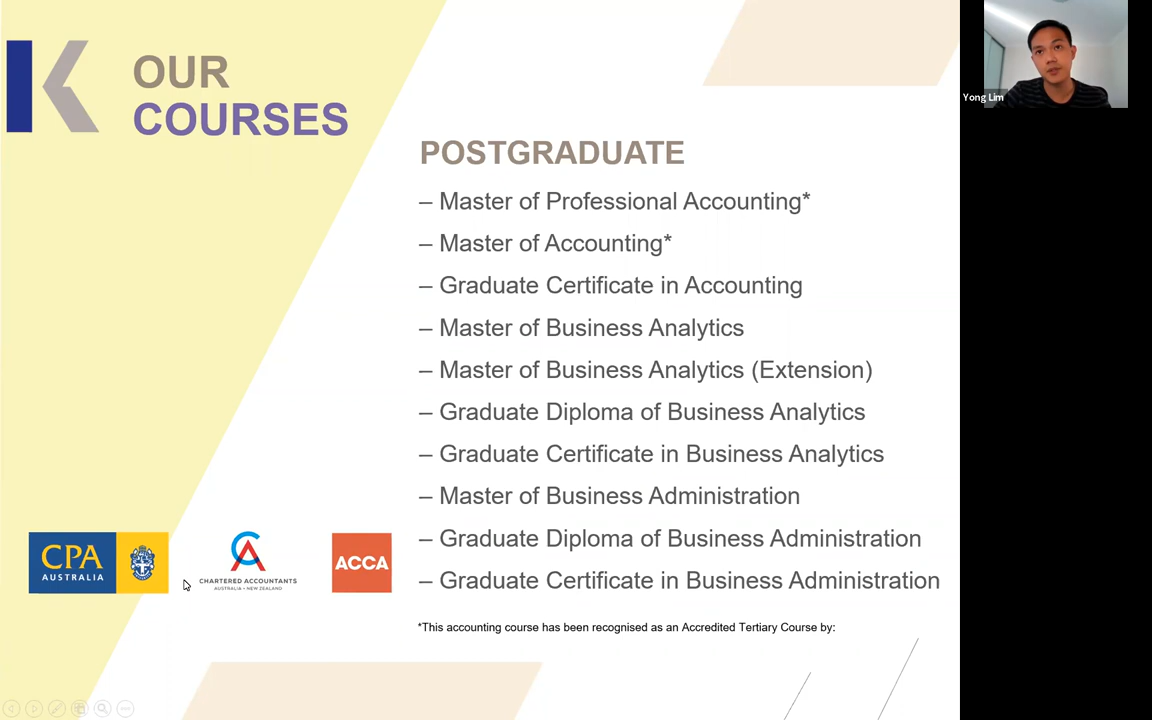 OUR
COURSES
Yong Lim
POSTGRADUATE
– Master of Professional Accounting*
– Master of Accounting*
– Graduate Certificate in Accounting
– Master of Business Analytics
– Master of Business Analytics (Extension)
– Graduate Diploma of Business Analytics
– Graduate Certificate in Business Analytics
– Master of Business Administration
– Graduate Diploma of Business Administration
– Graduate Certificate in Business Administration
CPA
AUSTRALIA
CA
CHARTERED ACCOUNTANTS
AUSTRALIA + NEW ZEALAND
ACCA
*This accounting course has been recognised as an Accredited Tertiary Course by: